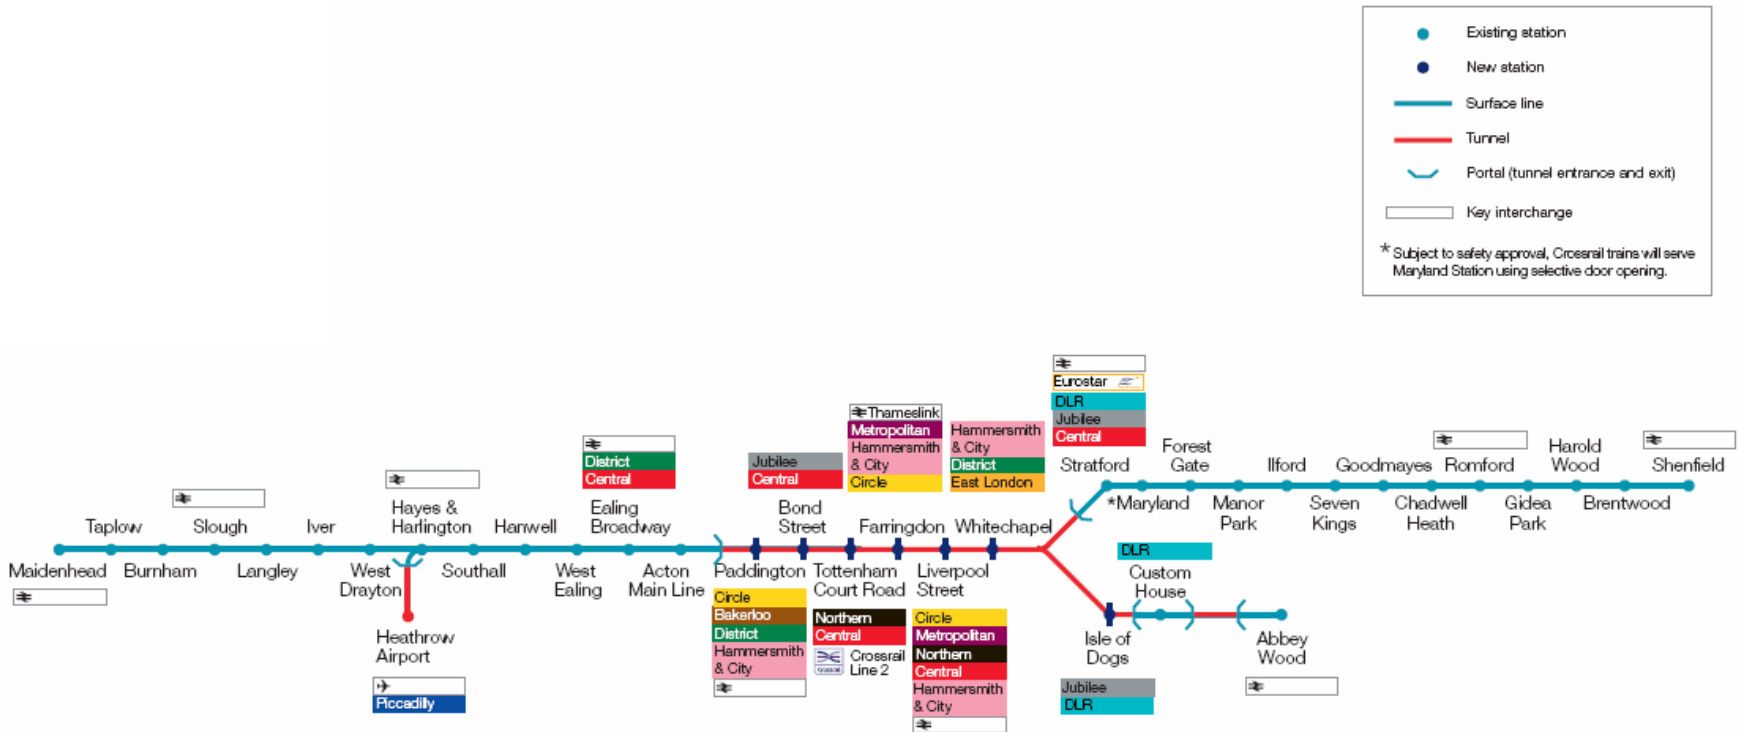 Existing station
New station
Surface line
Tunnel
Portal (tunnel entrance and exit)
Key interchange
* Subject to safety approval, Crossrail trains will serve
Maryland Station using selective door opening.
Maidenhead
Taplow
Burnham
Slough
Langley
Iver
West
Drayton
Hayes &
Harlington
Heathrow
Airport
Piccadilly
Southall
Hanwell
West
Ealing
District
Central
Ealing
Broadway
Acton
Main Line
Paddington
Circle
Bakerloo
District
Hammersmith
& City
Jubilee
Central
Bond
Street
Tottenham
Court Road
Northern
Central
Crossrail
Line 2
Thameslink
Metropolitan
Hammersmith
& City
Circle
Farringdon
Liverpool
Street
Circle
Metropolitan
Northern
Central
Hammersmith
& City
Hammersmith
& City
District
East London
Whitechapel
Eurostar
DLR
Jubilee
Central
Stratford
*Maryland
Forest
Gate
Manor
Park
Ilford
Seven
Kings
Goodmayes
Chadwell
Heath
Romford
Gidea
Park
Harold
Wood
Brentwood
Shenfield
Isle of
Dogs
Jubilee
DLR
DLR
Custom
House
Abbey
Wood